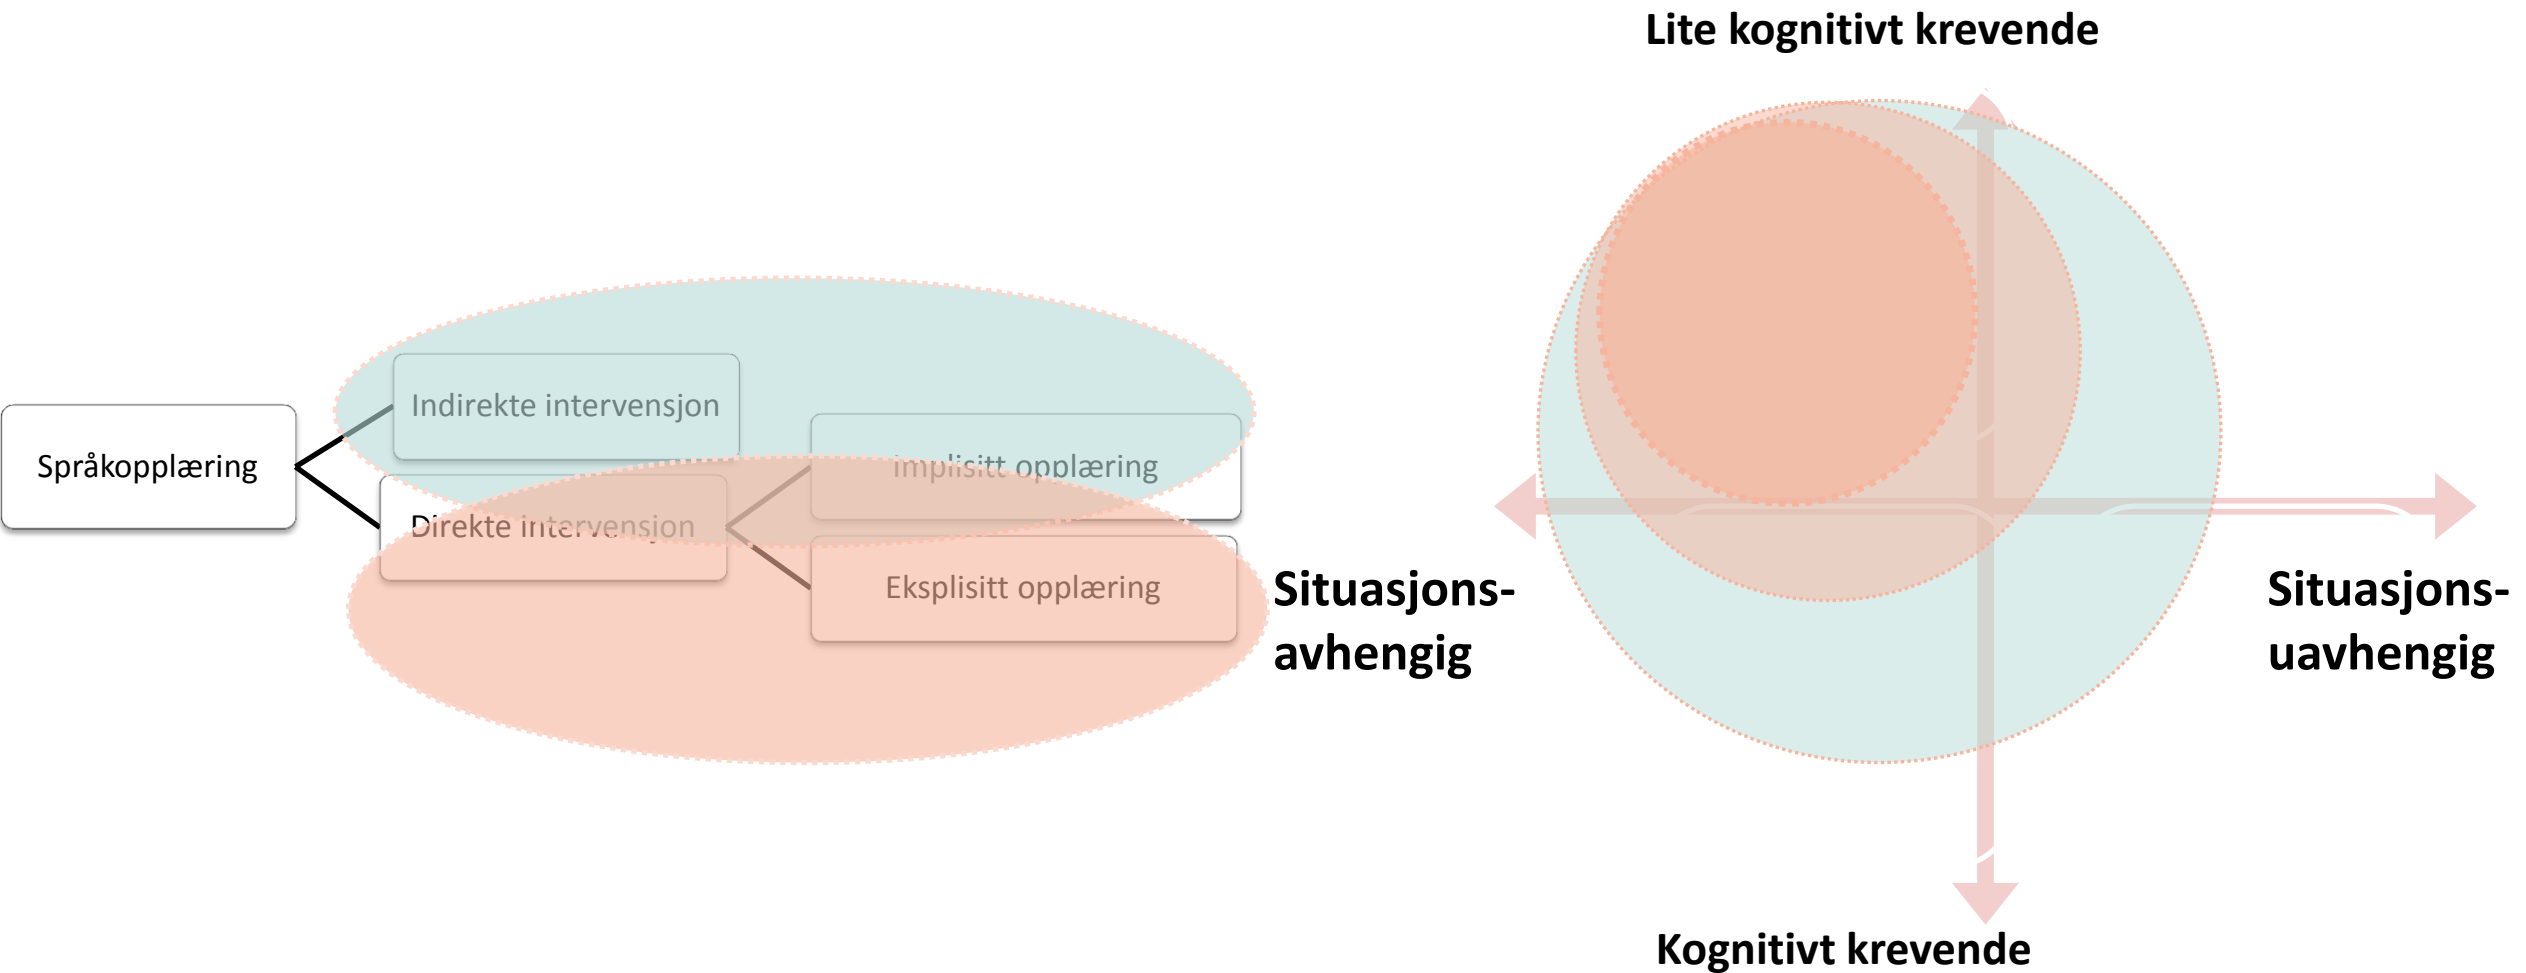 Lite kognitivt krevende
Språkopplæring
Indirekte intervensjon
Direkte intervensjon
Implisitt opplæring
Eksplisitt opplæring
Situasjons-
avhengig
Situasjons-
uavhengig
Kognitivt krevende